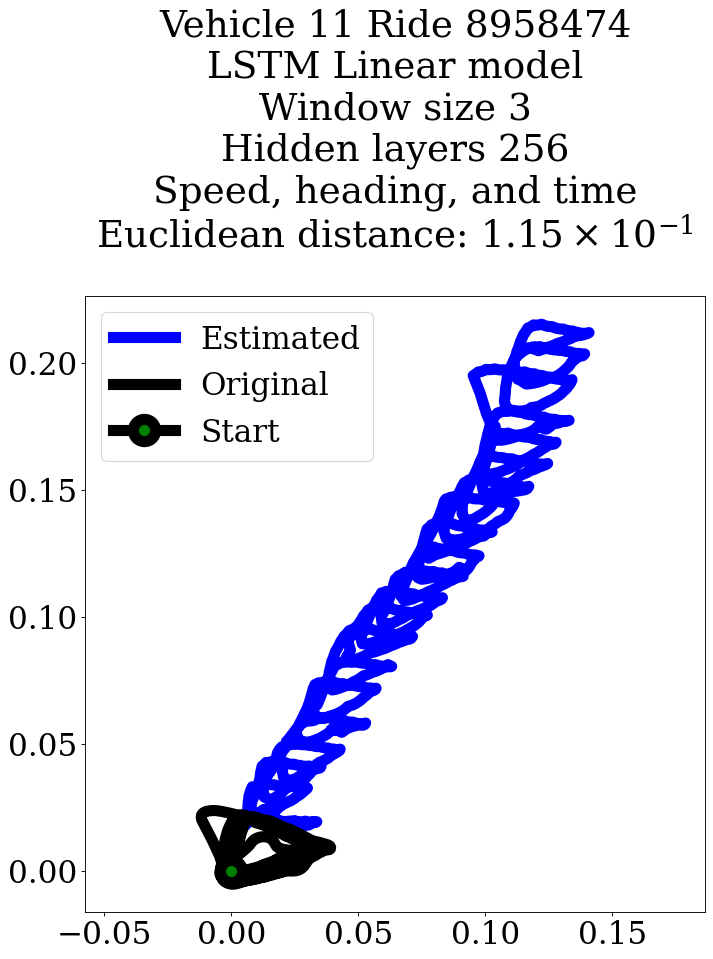 Vehicle 11 Ride 8958474
LSTM Linear model
Window size 3
Hidden layers 256
Speed, heading, and time
Euclidean distance: 1.15 × 10⁻¹
Estimated
Original
Start
0.20
0.15
0.10
0.05
0.00
−0.05 0.00 0.05 0.10 0.15